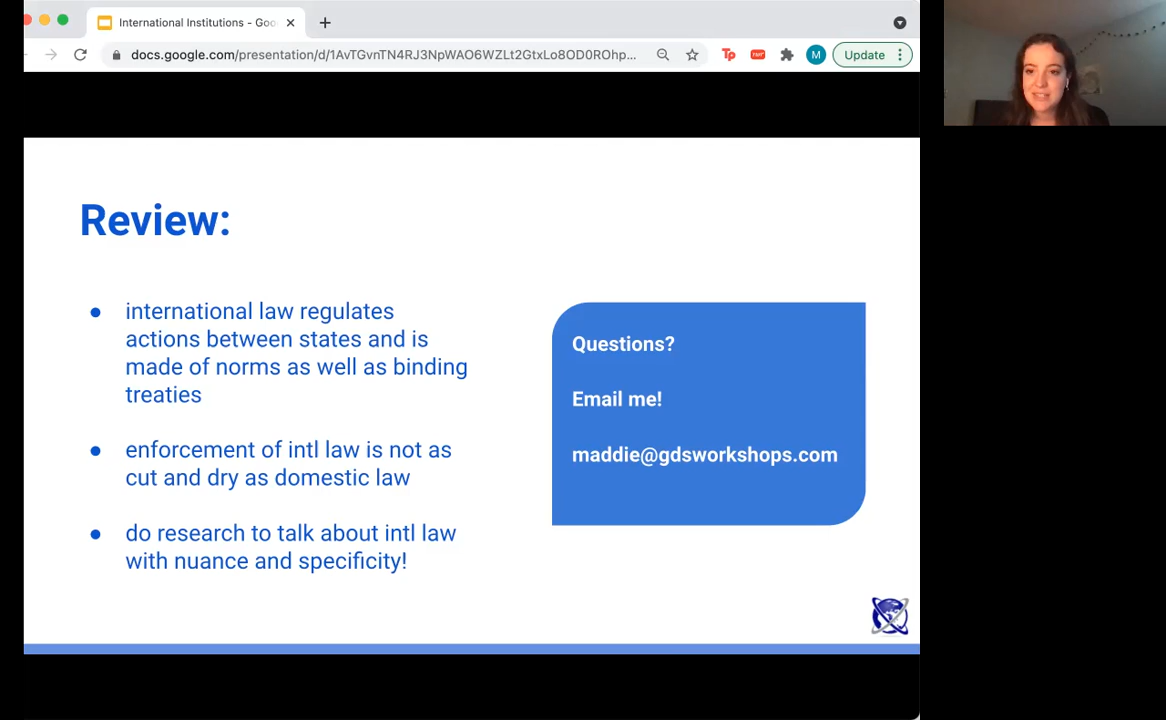 International Institutions - Goo
docs.google.com/presentation/d/1AvTGvnTN4RJ3NpWAO6WZLt2GtxLo8OD0ROhp...
Tp
M
Update
Review:
● international law regulates
actions between states and is
made of norms as well as binding
treaties
● enforcement of intl law is not as
cut and dry as domestic law
● do research to talk about intl law
with nuance and specificity!
Questions?
Email me!
maddie@gdsworkshops.com